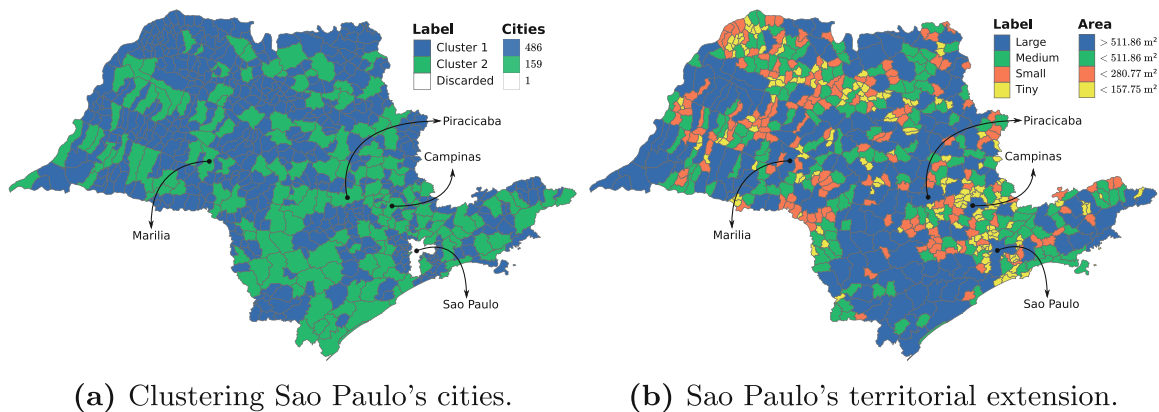 Label Cities
Cluster 1 486
Cluster 2 159
Discarded 1
Piracicaba
Campinas
Marilia
Sao Paulo
(a) Clustering Sao Paulo's cities.
Label Area
Large > 511.86 m²
Medium < 511.86 m²
Small < 280.77 m²
Tiny < 157.75 m²
Piracicaba
Campinas
Marilia
Sao Paulo
(b) Sao Paulo's territorial extension.